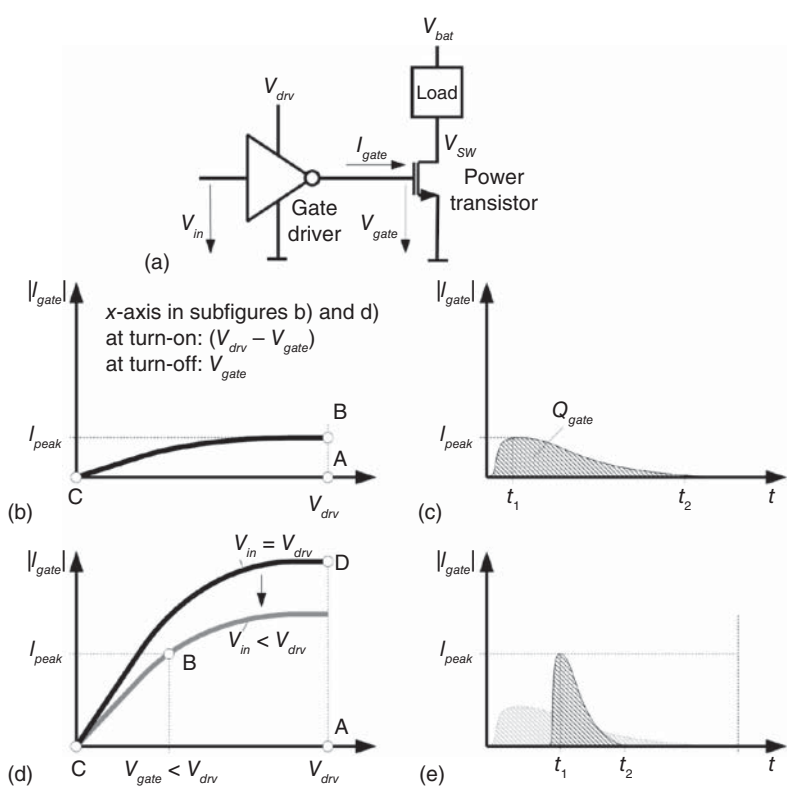 V_bat
Load
V_drv
I_gate
V_SW
Gate driver
Power transistor
V_in
V_gate
(a)
|I_gate|
x-axis in subfigures b) and d)
at turn-on: (V_drv – V_gate)
at turn-off: V_gate
I_peak
B
A
C
V_drv
(b)
|I_gate|
Q_gate
I_peak
t_1
t_2
t
(c)
|I_gate|
V_in = V_drv
D
V_in < V_drv
I_peak
B
A
C
V_gate < V_drv
V_drv
(d)
|I_gate|
I_peak
t_1
t_2
t
(e)